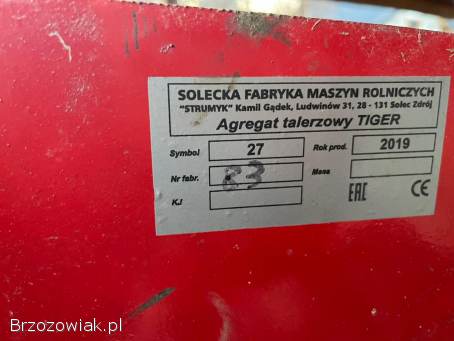 SOLECKA FABRYKA MASZYN ROLNICZYCH
"STRUMYK" Kamil Gądek, Ludwinów 31, 28 - 131 Solec Zdrój
Agregat talerzowy TIGER
Symbol 27 Rok prod. 2019
Nr fabr. 83 Masa
KJ EAC CE
Brzozowiak.pl